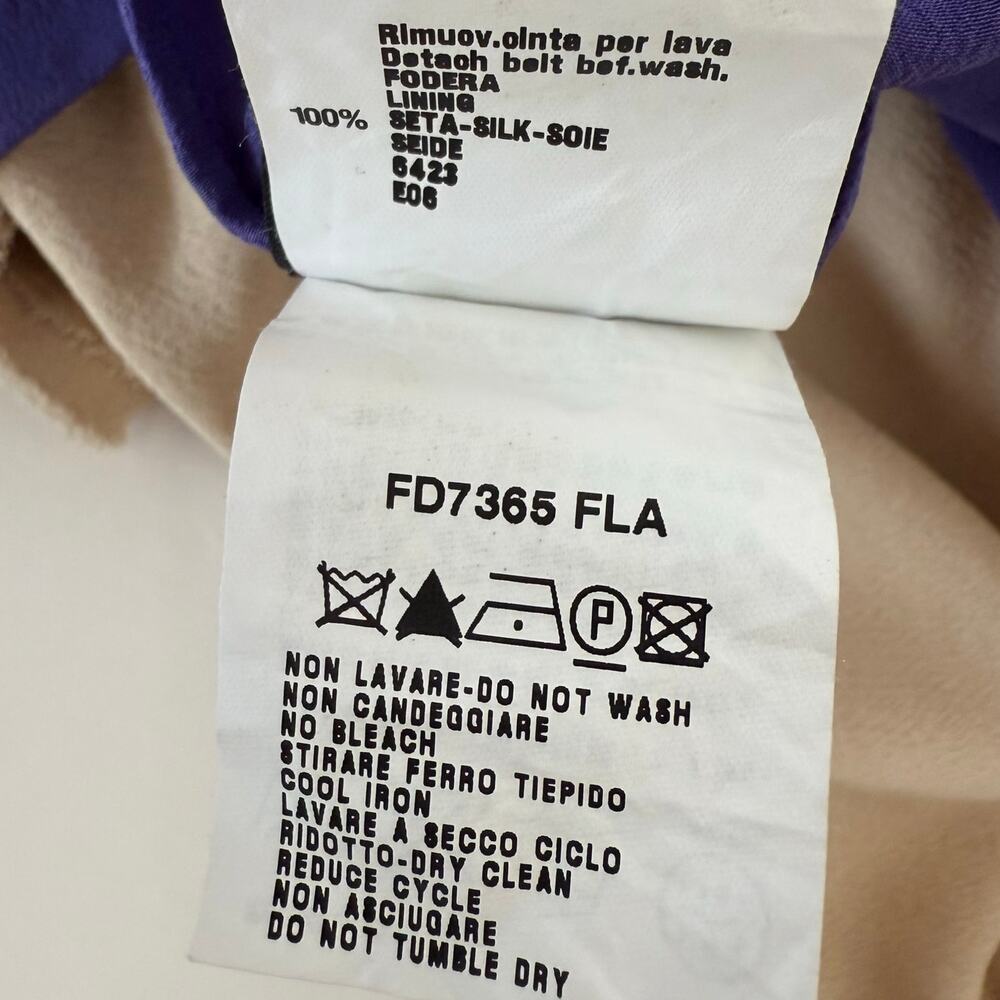 Rimuov.cinta per lava
Detach belt bef.wash.
FODERA
LINING
100% SETA-SILK-SOIE
SEIDE
6423
E06
FD7365 FLA
P
NON LAVARE-DO NOT WASH
NON CANDEGGIARE
NO BLEACH
STIRARE FERRO TIEPIDO
COOL IRON
LAVARE A SECCO CICLO
RIDOTTO-DRY CLEAN
REDUCE CYCLE
NON ASCIUGARE
DO NOT TUMBLE DRY